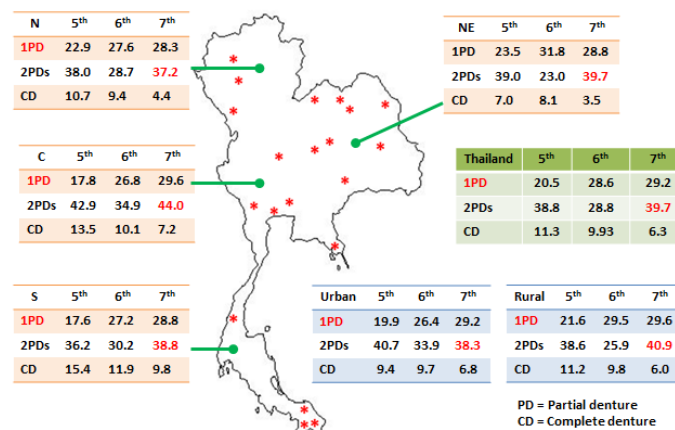 N 5th 6th 7th
1PD 22.9 27.6 28.3
2PDs 38.0 28.7 37.2
CD 10.7 9.4 4.4
NE 5th 6th 7th
1PD 23.5 31.8 28.8
2PDs 39.0 23.0 39.7
CD 7.0 8.1 3.5
C 5th 6th 7th
1PD 17.8 26.8 29.6
2PDs 42.9 34.9 44.0
CD 13.5 10.1 7.2
Thailand 5th 6th 7th
1PD 20.5 28.6 29.2
2PDs 38.8 28.8 39.7
CD 11.3 9.93 6.3
S 5th 6th 7th
1PD 17.6 27.2 28.8
2PDs 36.2 30.2 38.8
CD 15.4 11.9 9.8
Urban 5th 6th 7th
1PD 19.9 26.4 29.2
2PDs 40.7 33.9 38.3
CD 9.4 9.7 6.8
Rural 5th 6th 7th
1PD 21.6 29.5 29.6
2PDs 38.6 25.9 40.9
CD 11.2 9.8 6.0
PD = Partial denture
CD = Complete denture